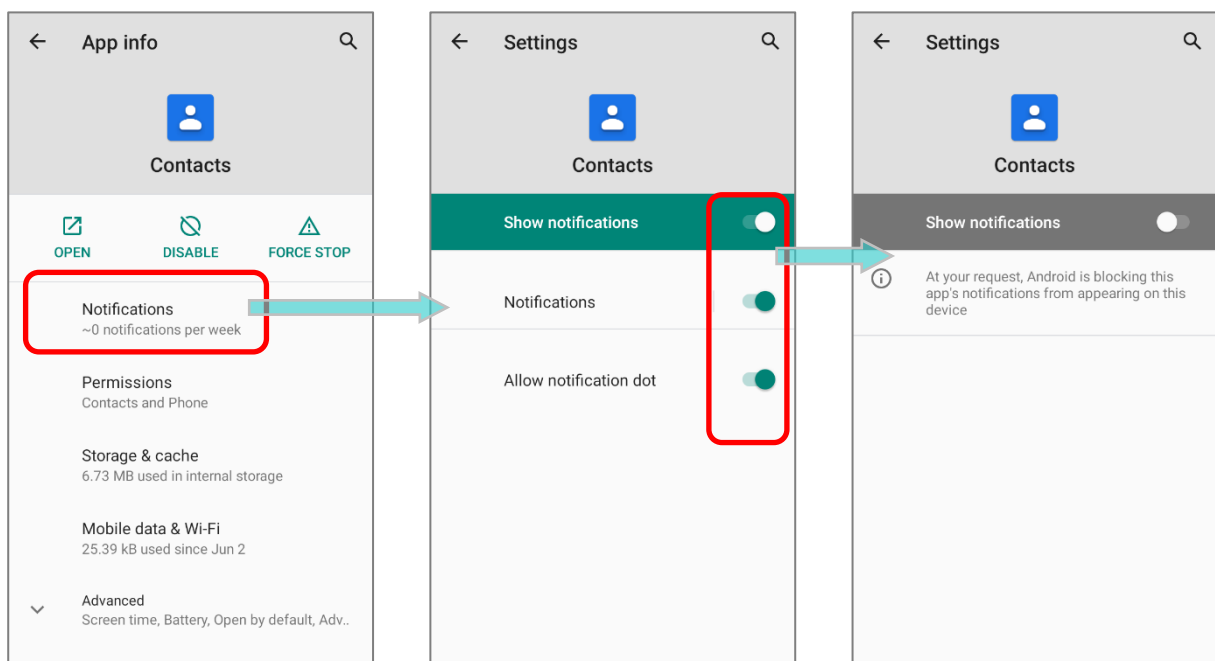 App info
Contacts
OPEN
DISABLE
FORCE STOP
Notifications
~0 notifications per week
Permissions
Contacts and Phone
Storage & cache
6.73 MB used in internal storage
Mobile data & Wi-Fi
25.39 kB used since Jun 2
Advanced
Screen time, Battery, Open by default, Adv..
Settings
Contacts
Show notifications
Notifications
Allow notification dot
Settings
Contacts
Show notifications
At your request, Android is blocking this
app's notifications from appearing on this
device